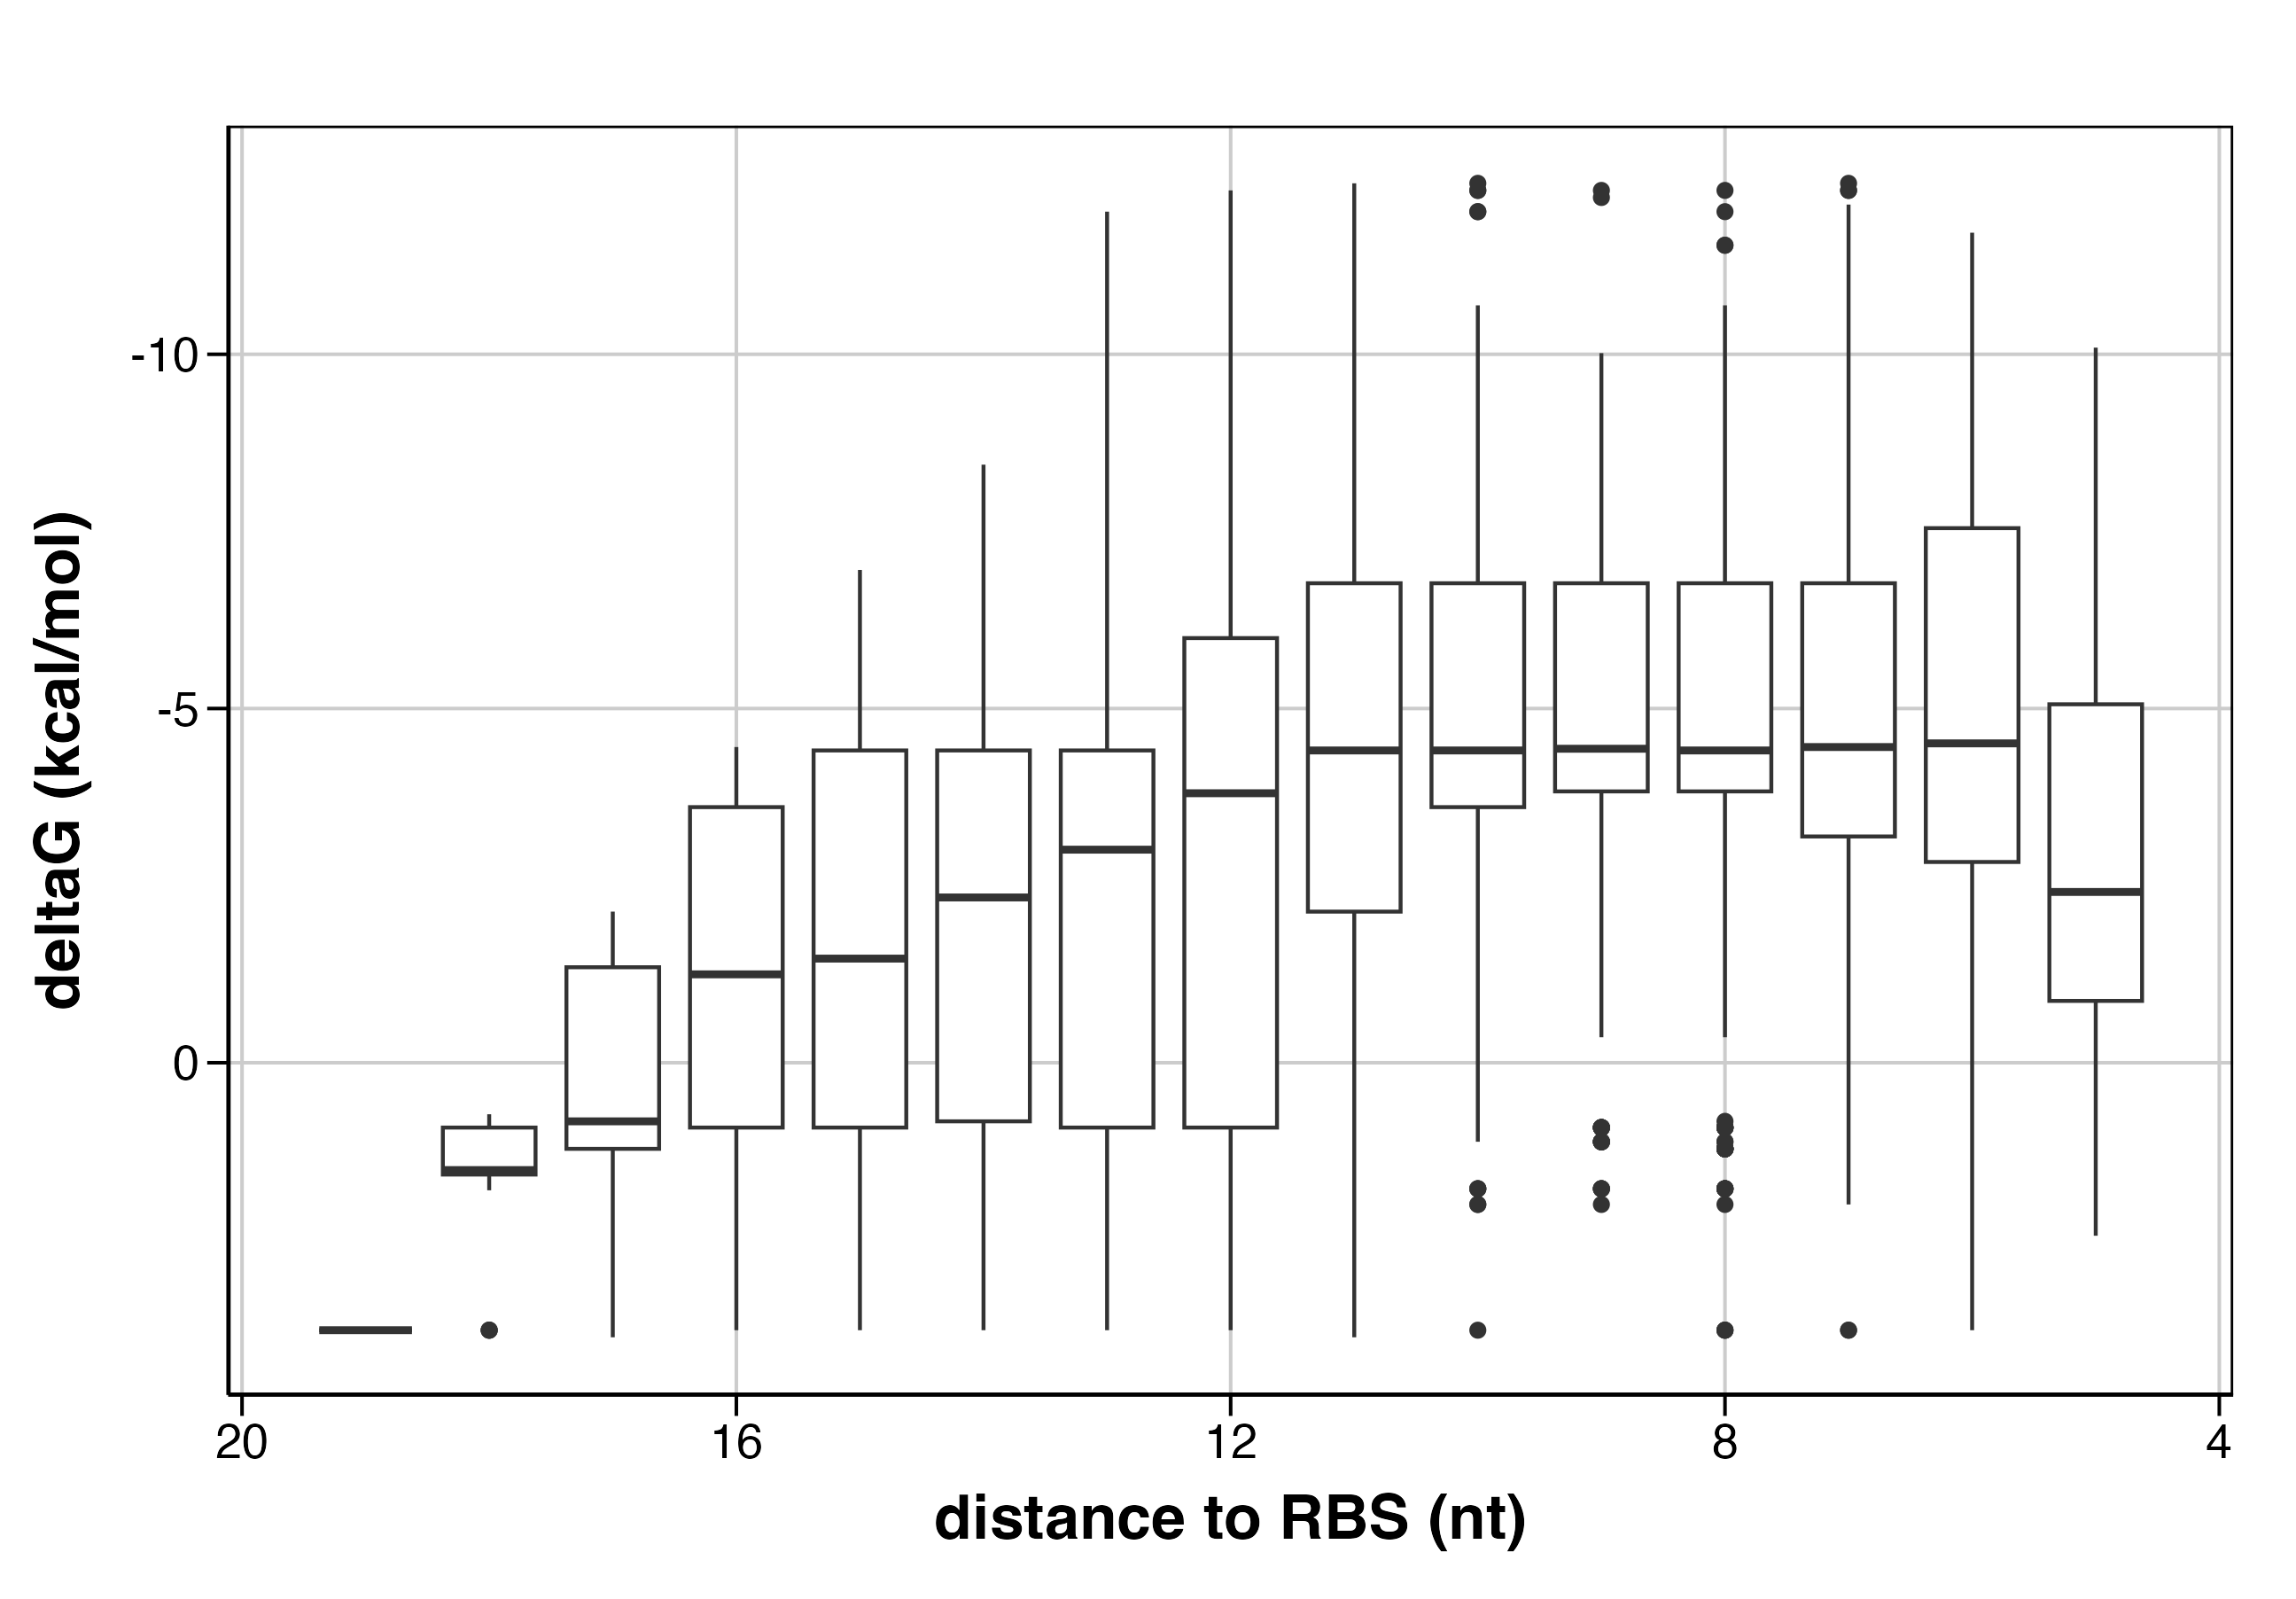 deltaG (kcal/mol)
-10
-5
0
20 16 12 8 4
distance to RBS (nt)